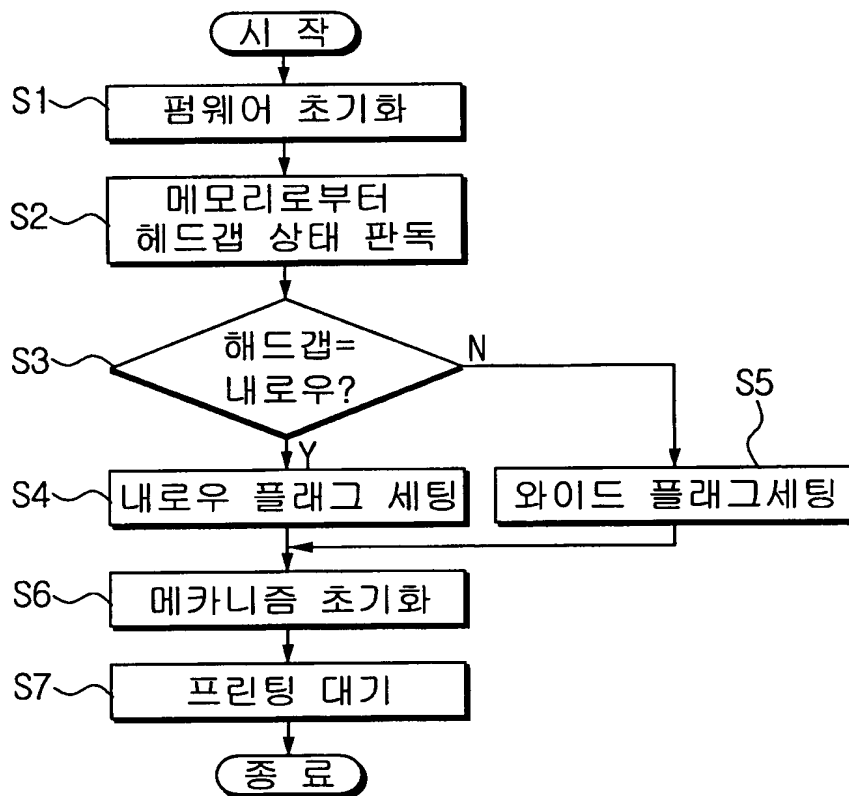 시 작
S1
펌웨어 초기화
S2
메모리로부터
헤드갭 상태 판독
S3
해드갭=
내로우?
N
Y
S4
내로우 플래그 세팅
S5
와이드 플래그세팅
S6
메카니즘 초기화
S7
프린팅 대기
종 료